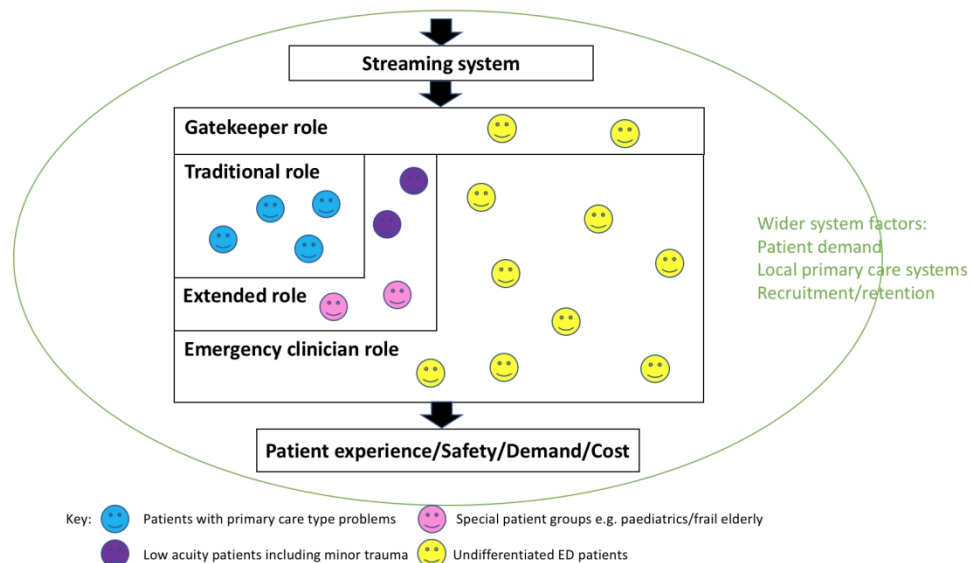 Streaming system
Gatekeeper role
Traditional role
Extended role
Emergency clinician role
Patient experience/Safety/Demand/Cost
Wider system factors:
Patient demand
Local primary care systems
Recruitment/retention
Key:
Patients with primary care type problems
Special patient groups e.g. paediatrics/frail elderly
Low acuity patients including minor trauma
Undifferentiated ED patients